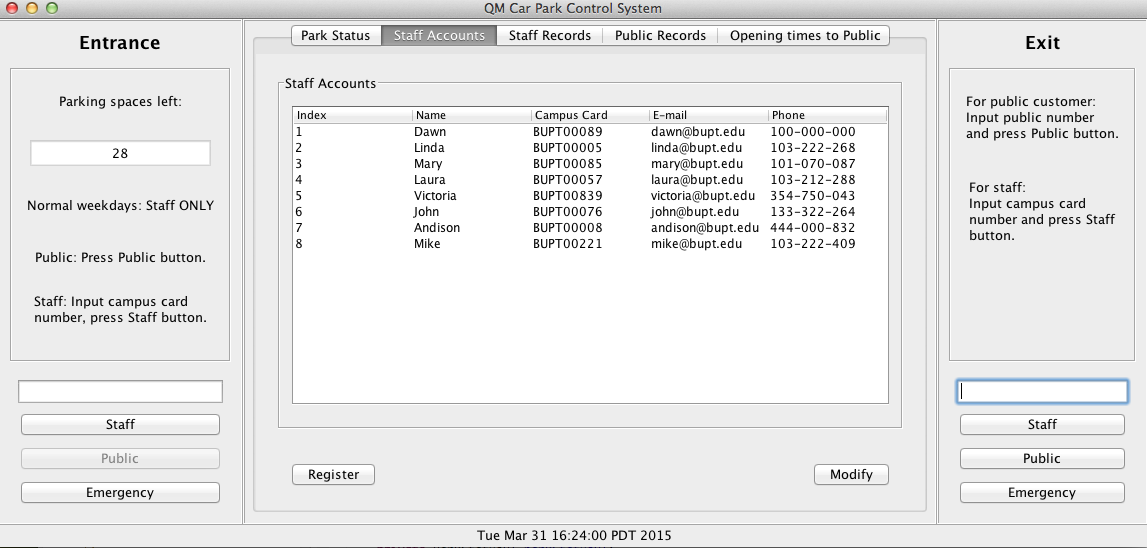 QM Car Park Control System
Entrance
Parking spaces left:
28
Normal weekdays: Staff ONLY
Public: Press Public button.
Staff: Input campus card
number, press Staff button.
Staff
Public
Emergency
Park Status Staff Accounts Staff Records Public Records Opening times to Public
Staff Accounts
Index Name Campus Card E-mail Phone
1 Dawn BUPT00089 dawn@bupt.edu 100-000-000
2 Linda BUPT00005 linda@bupt.edu 103-222-268
3 Mary BUPT00085 mary@bupt.edu 101-070-087
4 Laura BUPT00057 laura@bupt.edu 103-212-288
5 Victoria BUPT00839 victoria@bupt.edu 354-750-043
6 John BUPT00076 john@bupt.edu 133-322-264
7 Andison BUPT00008 andison@bupt.edu 444-000-832
8 Mike BUPT00221 mike@bupt.edu 103-222-409
Register Modify
Exit
For public customer:
Input public number
and press Public button.
For staff:
Input campus card
number and press Staff
button.
Staff
Public
Emergency
Tue Mar 31 16:24:00 PDT 2015